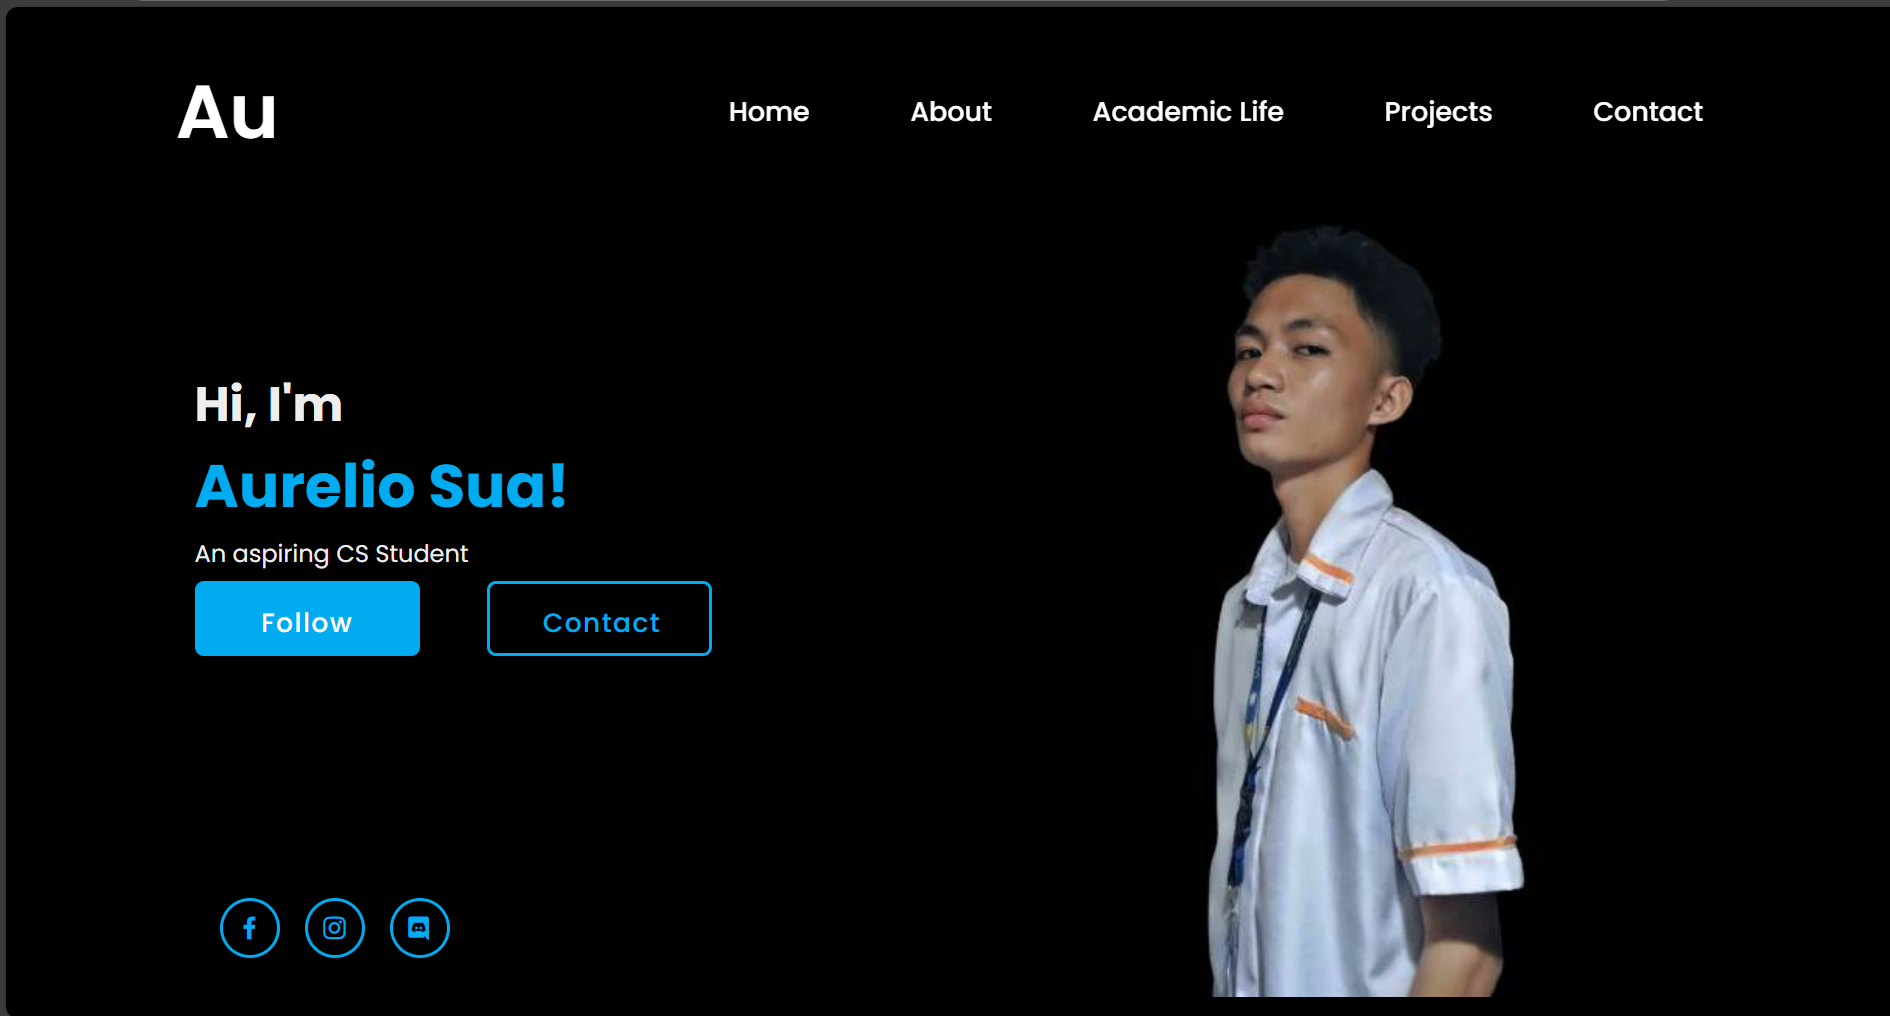 Au
Home About Academic Life Projects Contact
Hi, I'm
Aurelio Sua!
An aspiring CS Student
Follow Contact